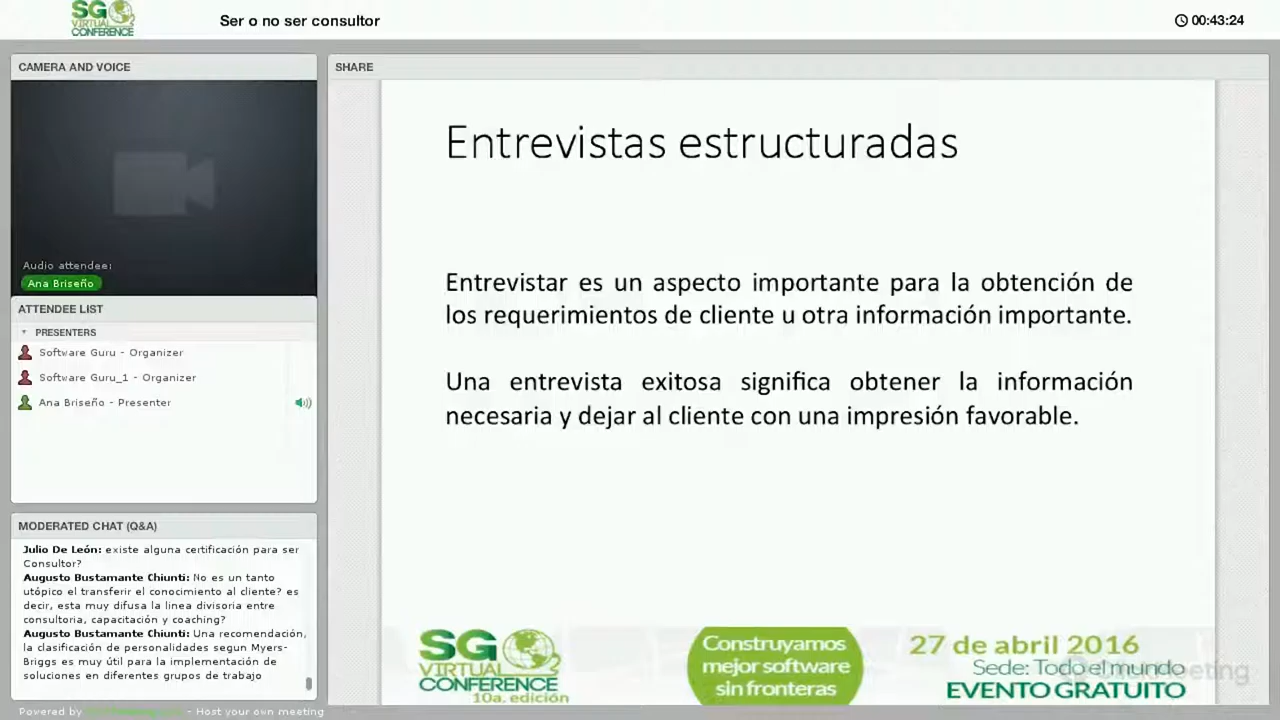 SG
VIRTUAL
CONFERENCE
Ser o no ser consultor
00:43:24
CAMERA AND VOICE
Audio attendee:
Ana Briseño
ATTENDEE LIST
PRESENTERS
Software Guru - Organizer
Software Guru_1 - Organizer
Ana Briseño - Presenter
MODERATED CHAT (Q&A)
Julio De León: existe alguna certificación para ser
Consultor?
Augusto Bustamante Chiunti: No es un tanto
utópico el transferir el conocimiento al cliente? es
decir, esta muy difusa la linea divisoria entre
consultoria, capacitación y coaching?
Augusto Bustamante Chiunti: Una recomendación,
la clasificación de personalidades segun Myers-
Briggs es muy útil para la implementación de
soluciones en diferentes grupos de trabajo
Powered by - Host your own meeting
SHARE
Entrevistas estructuradas
Entrevistar es un aspecto importante para la obtención de
los requerimientos de cliente u otra información importante.
Una entrevista exitosa significa obtener la información
necesaria y dejar al cliente con una impresión favorable.
SG
VIRTUAL
CONFERENCE
10a. edición
Construyamos
mejor software
sin fronteras
27 de abril 2016
Sede: Todo el mundo
EVENTO GRATUITO